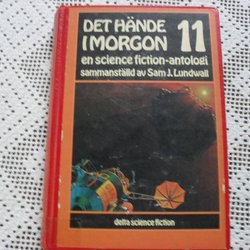 DET HÄNDE
I MORGON 11
en science fiction-antologi
sammanställd av Sam J. Lundwall
delta science fiction